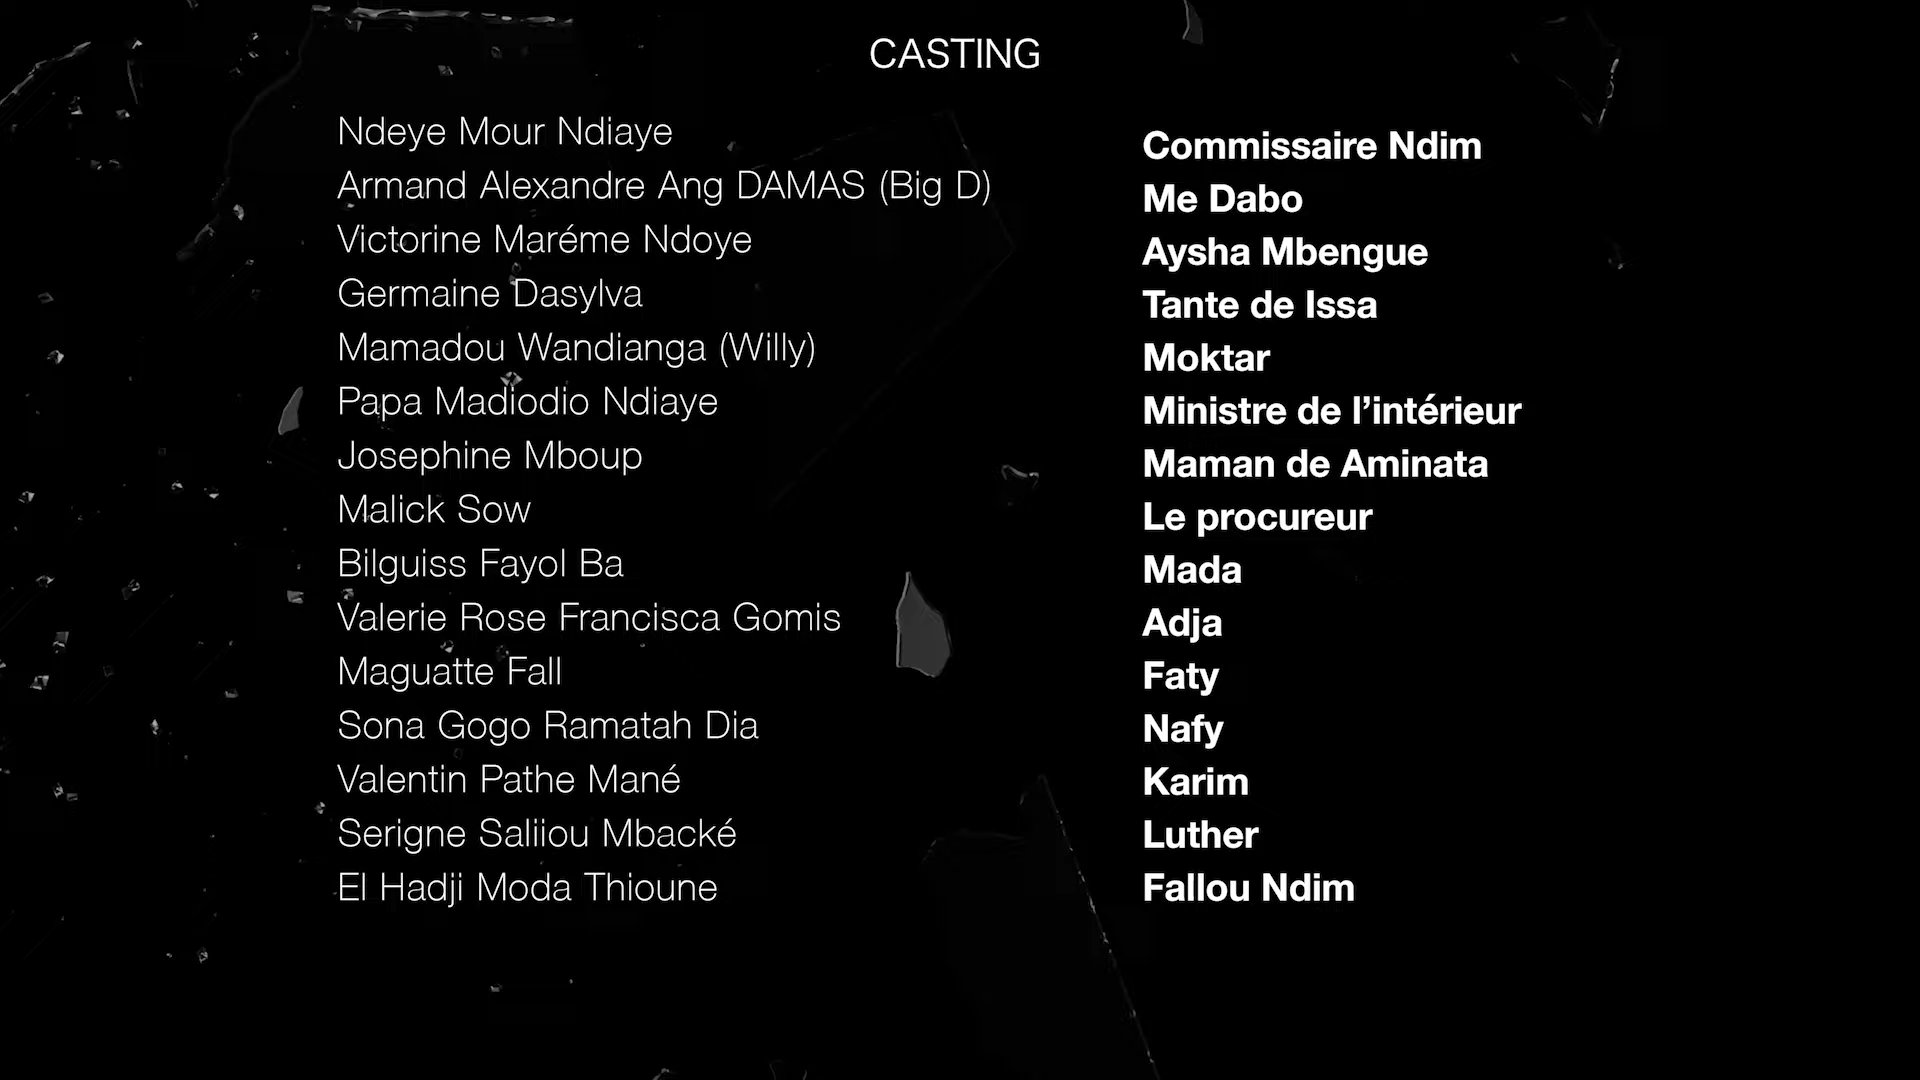 CASTING
Ndeye Mour Ndiaye Commissaire Ndim
Armand Alexandre Ang DAMAS (Big D) Me Dabo
Victorine Maréme Ndoye Aysha Mbengue
Germaine Dasylva Tante de Issa
Mamadou Wandianga (Willy) Moktar
Papa Madiodio Ndiaye Ministre de l’intérieur
Josephine Mboup Maman de Aminata
Malick Sow Le procureur
Bilguiss Fayol Ba Mada
Valerie Rose Francisca Gomis Adja
Maguatte Fall Faty
Sona Gogo Ramatah Dia Nafy
Valentin Pathe Mané Karim
Serigne Saliiou Mbacké Luther
El Hadji Moda Thioune Fallou Ndim